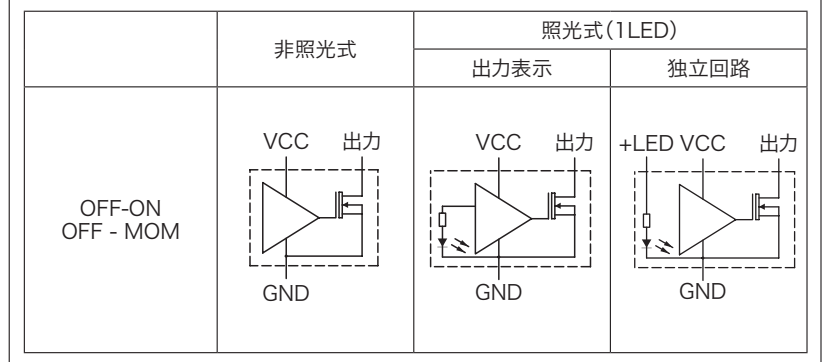 非照光式
照光式(1LED)
出力表示
独立回路
OFF-ON
OFF - MOM
VCC 出力
GND
VCC 出力
GND
+LED VCC 出力
GND